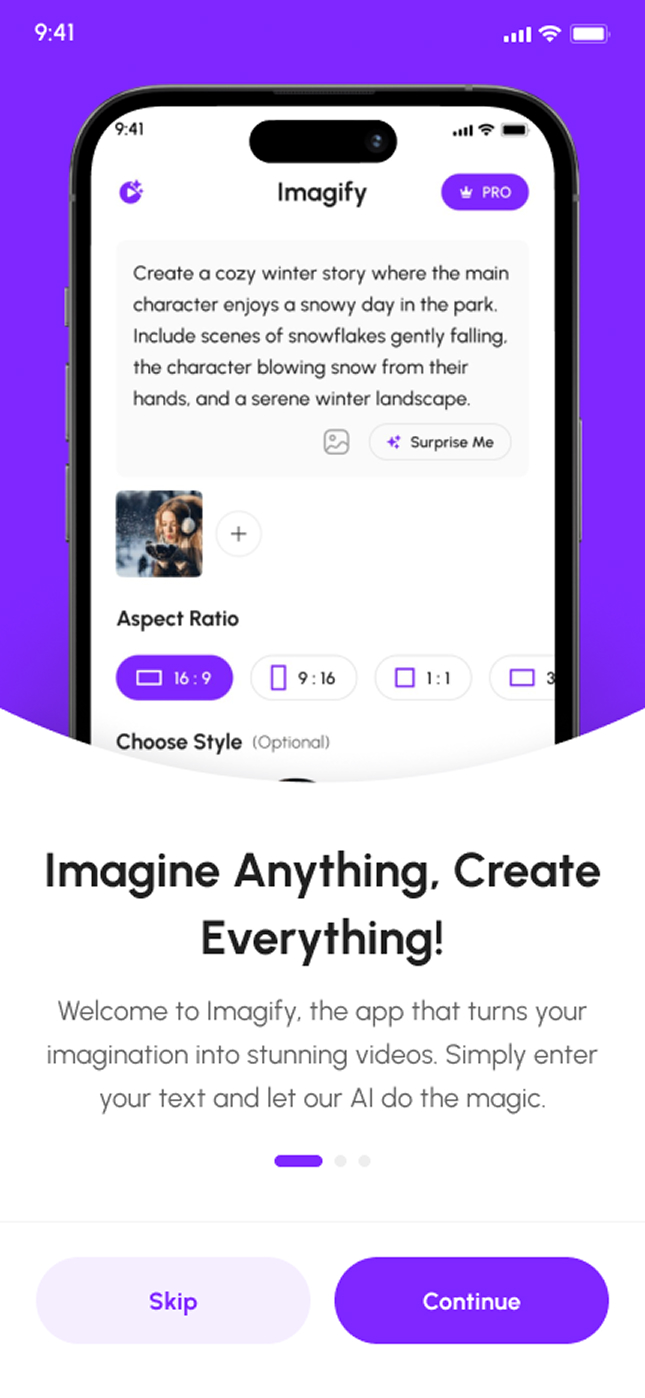 9:41
9:41
Imagify
PRO
Create a cozy winter story where the main
character enjoys a snowy day in the park.
Include scenes of snowflakes gently falling,
the character blowing snow from their
hands, and a serene winter landscape.
Surprise Me
Aspect Ratio
16 : 9
9 : 16
1 : 1
3
Choose Style (Optional)
Imagine Anything, Create
Everything!
Welcome to Imagify, the app that turns your
imagination into stunning videos. Simply enter
your text and let our AI do the magic.
Skip
Continue